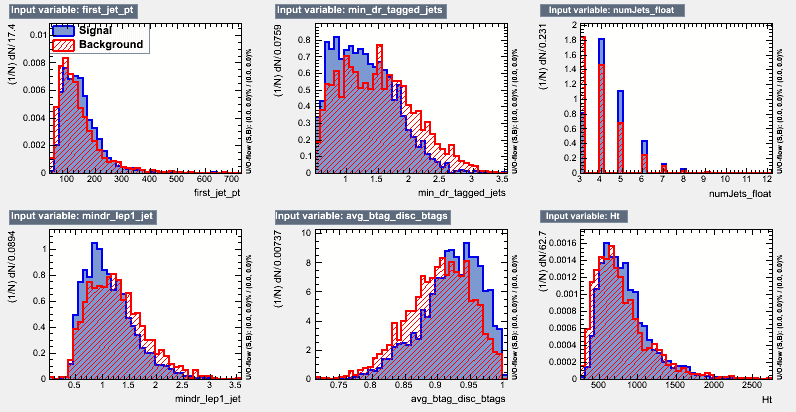 Input variable: first_jet_pt
(1/N) dN/17.4
0.01
0.008
0.006
0.004
0.002
0
Signal
Background
100 200 300 400 500 600 700
first_jet_pt
U/O-flow (S,B): (0.0, 0.0)% / (0.0, 0.0)%
Input variable: min_dr_tagged_jets
(1/N) dN/0.0759
0.8
0.7
0.6
0.5
0.4
0.3
0.2
0.1
0
1 1.5 2 2.5 3 3.5
min_dr_tagged_jets
U/O-flow (S,B): (0.0, 0.0)% / (0.0, 0.0)%
Input variable: numJets_float
(1/N) dN/0.231
2
1.8
1.6
1.4
1.2
1
0.8
0.6
0.4
0.2
0
3 4 5 6 7 8 9 10 11 12
numJets_float
U/O-flow (S,B): (0.0, 0.0)% / (0.0, 0.0)%
Input variable: mindr_lep1_jet
(1/N) dN/0.0894
1
0.8
0.6
0.4
0.2
0
0.5 1 1.5 2 2.5 3 3.5
mindr_lep1_jet
U/O-flow (S,B): (0.0, 0.0)% / (0.0, 0.0)%
Input variable: avg_btag_disc_btags
(1/N) dN/0.00737
10
8
6
4
2
0
0.75 0.8 0.85 0.9 0.95 1
avg_btag_disc_btags
U/O-flow (S,B): (0.0, 0.0)% / (0.0, 0.0)%
Input variable: Ht
(1/N) dN/62.7
0.0016
0.0014
0.0012
0.001
0.0008
0.0006
0.0004
0.0002
0
500 1000 1500 2000 2500
Ht
U/O-flow (S,B): (0.0, 0.0)% / (0.0, 0.0)%